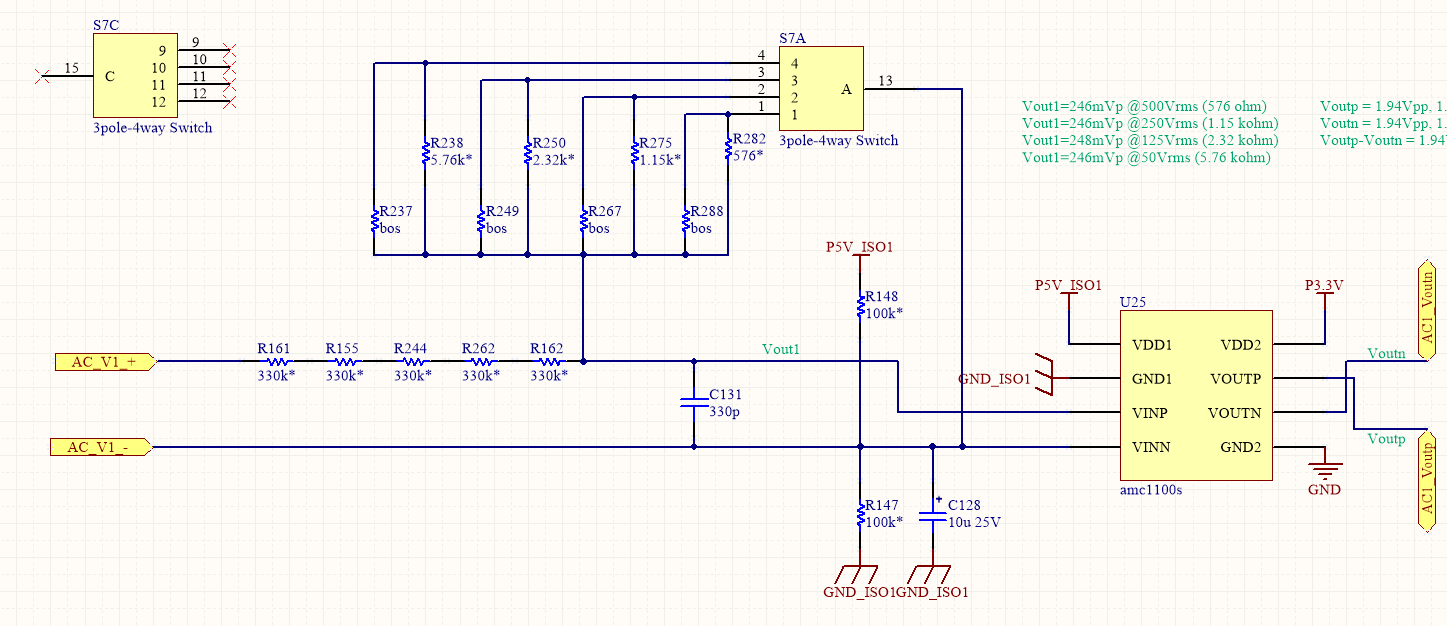 S7C
15
C
9
10
11
12
9
10
11
12
3pole-4way Switch
S7A
4
3
2
1
4
3
2
1
A
13
3pole-4way Switch
R238
5.76k*
R250
2.32k*
R275
1.15k*
R282
576*
R237
bos
R249
bos
R267
bos
R288
bos
Vout1=246mVp @500Vrms (576 ohm)
Vout1=246mVp @250Vrms (1.15 kohm)
Vout1=248mVp @125Vrms (2.32 kohm)
Vout1=246mVp @50Vrms (5.76 kohm)
Voutp = 1.94Vpp, 1.
Voutn = 1.94Vpp, 1.
Voutp-Voutn = 1.94
P5V_ISO1
R148
100k*
AC_V1_+
R161
330k*
R155
330k*
R244
330k*
R262
330k*
R162
330k*
Vout1
C131
330p
AC_V1_-
R147
100k*
C128
10u 25V
+
GND_ISO1
GND_ISO1
P5V_ISO1
GND_ISO1
U25
VDD1
GND1
VINP
VINN
VDD2
VOUTP
VOUTN
GND2
amc1100s
P3.3V
GND
Voutn
Voutp
AC1_Voutn
AC1_Voutp